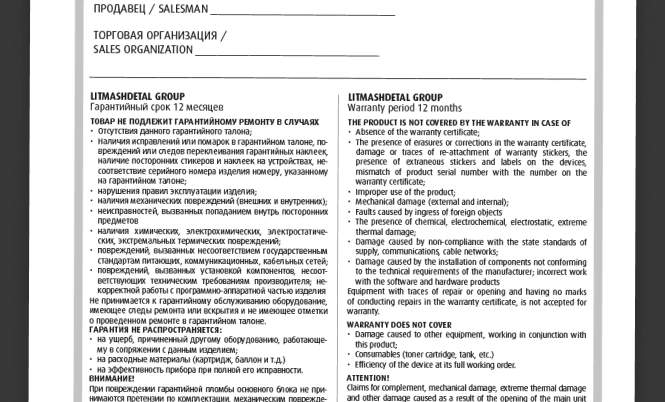 ПРОДАВЕЦ / SALESMAN
ТОРГОВАЯ ОРГАНИЗАЦИЯ /
SALES ORGANIZATION
LITMASHDETAL GROUP
Гарантийный срок 12 месяцев
ТОВАР НЕ ПОДЛЕЖИТ ГАРАНТИЙНОМУ РЕМОНТУ В СЛУЧАЯХ
• Отсутствия данного гарантийного талона;
• Наличия исправлений или помарок в гарантийном талоне, по-
вреждений или следов переклеивания гарантийных наклеек,
наличие посторонних стикеров и наклеек на устройствах, не-
соответствие серийного номера изделия номеру, указанному
на гарантийном талоне;
• нарушения правил эксплуатации изделия;
• наличия механических повреждений (внешних и внутренних);
• неисправностей, вызванных попаданием внутрь посторонних
предметов
• наличия химических, электрохимических, электростатиче-
ских, экстремальных термических повреждений;
• повреждений, вызванных несоответствием государственным
стандартам питающих, коммуникационных, кабельных сетей;
• повреждений, вызванных установкой компонентов, несоот-
ветствующих техническим требованиям производителя; не-
корректной работы с программно-аппаратной частью изделия
Не принимается к гарантийному обслуживанию оборудование,
имеющее следы ремонта или вскрытия и не имеющее отметки
о проведенном ремонте в гарантийном талоне.
ГАРАНТИЯ НЕ РАСПРОСТРАНЯЕТСЯ:
• на ущерб, причиненный другому оборудованию, работающе-
му в сопряжении с данным изделием;
• на расходные материалы (картридж, баллон и т.д.)
• на эффективность прибора при полной его исправности.
ВНИМАНИЕ!
При повреждении гарантийной пломбы основного блока не при-
нимаются претензии по комплектации, механическим поврежде-
LITMASHDETAL GROUP
Warranty period 12 months
THE PRODUCT IS NOT COVERED BY THE WARRANTY IN CASE OF
• Absence of the warranty certificate;
• The presence of erasures or corrections in the warranty certificate,
damage or traces of re-attachment of warranty stickers, the
presence of extraneous stickers and labels on the devices,
mismatch of product serial number with the number on the
warranty certificate;
• Improper use of the product;
• Mechanical damage (external and internal);
• Faults caused by ingress of foreign objects
• The presence of chemical, electrochemical, electrostatic, extreme
thermal damage;
• Damage caused by non-compliance with the state standards of
supply, communications, cable networks;
• Damage caused by the installation of components not conforming
to the technical requirements of the manufacturer; incorrect work
with the software and hardware products
Equipment with traces of repair or opening and having no marks
of conducting repairs in the warranty certificate, is not accepted for
warranty.
WARRANTY DOES NOT COVER
• Damage caused to other equipment, working in conjunction with
this product;
• Consumables (toner cartridge, tank, etc.)
• Efficiency of the device at its full working order.
ATTENTION!
Claims for complement, mechanical damage, extreme thermal damage
and other damage caused as a result of the opening of the main unit